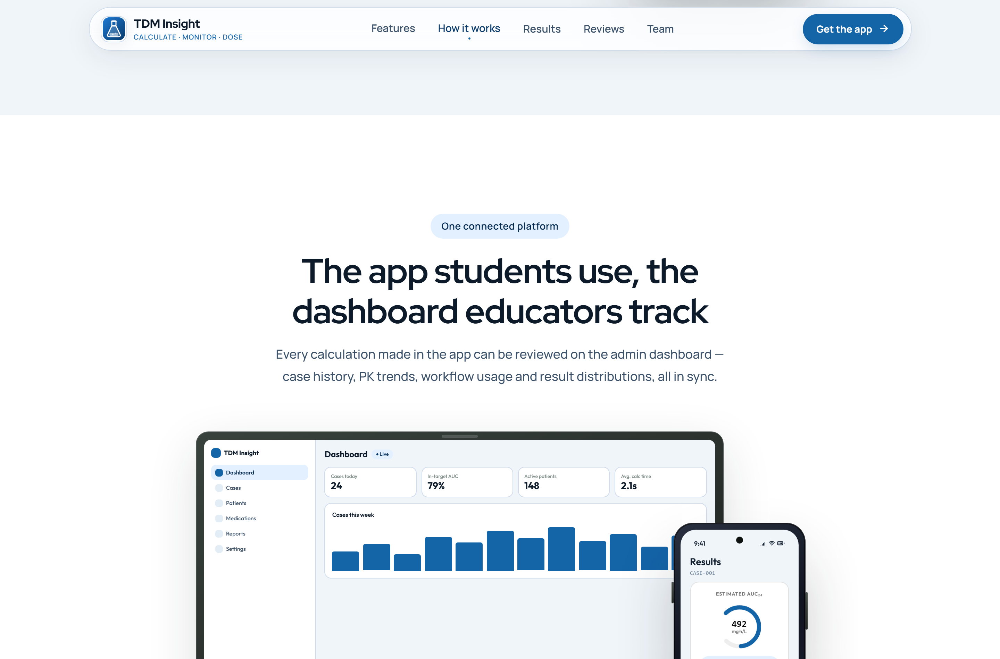 TDM Insight
CALCULATE · MONITOR · DOSE
Features
How it works
Results
Reviews
Team
Get the app →
One connected platform
The app students use, the
dashboard educators track
Every calculation made in the app can be reviewed on the admin dashboard —
case history, PK trends, workflow usage and result distributions, all in sync.
TDM Insight
Dashboard
Cases
Patients
Medications
Reports
Settings
Dashboard
• Live
Cases today
24
In-target AUC
79%
Active patients
148
Avg. calc time
2.1s
Cases this week
9:41
Results
CASE-001
ESTIMATED AUC₂₄
492
mg·h/L